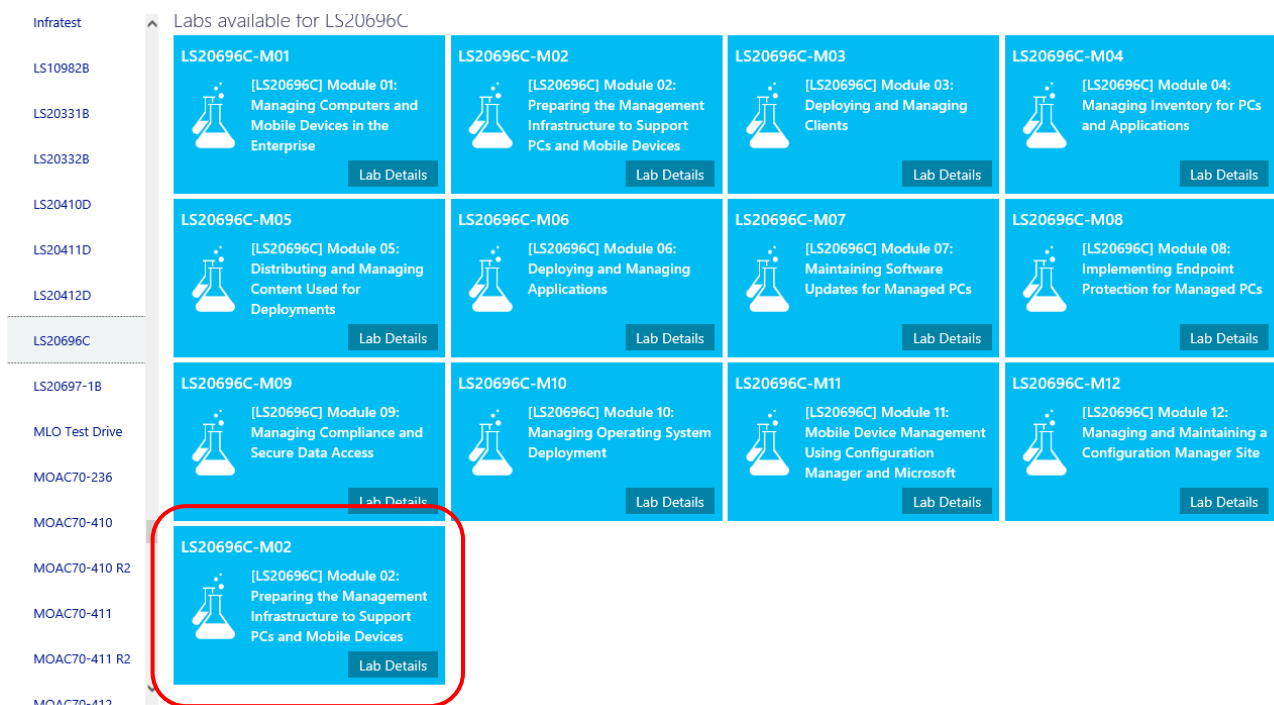 Infratest
LS10982B
LS20331B
LS20332B
LS20410D
LS20411D
LS20412D
LS20696C
LS20697-1B
MLO Test Drive
MOAC70-236
MOAC70-410
MOAC70-410 R2
MOAC70-411
MOAC70-411 R2
MOAC70-412
Labs available for LS20696C
LS20696C-M01
[LS20696C] Module 01:
Managing Computers and
Mobile Devices in the
Enterprise
Lab Details
LS20696C-M02
[LS20696C] Module 02:
Preparing the Management
Infrastructure to Support
PCs and Mobile Devices
Lab Details
LS20696C-M03
[LS20696C] Module 03:
Deploying and Managing
Clients
Lab Details
LS20696C-M04
[LS20696C] Module 04:
Managing Inventory for PCs
and Applications
Lab Details
LS20696C-M05
[LS20696C] Module 05:
Distributing and Managing
Content Used for
Deployments
Lab Details
LS20696C-M06
[LS20696C] Module 06:
Deploying and Managing
Applications
Lab Details
LS20696C-M07
[LS20696C] Module 07:
Maintaining Software
Updates for Managed PCs
Lab Details
LS20696C-M08
[LS20696C] Module 08:
Implementing Endpoint
Protection for Managed PCs
Lab Details
LS20696C-M09
[LS20696C] Module 09:
Managing Compliance and
Secure Data Access
Lab Details
LS20696C-M10
[LS20696C] Module 10:
Managing Operating System
Deployment
Lab Details
LS20696C-M11
[LS20696C] Module 11:
Mobile Device Management
Using Configuration
Manager and Microsoft
Lab Details
LS20696C-M12
[LS20696C] Module 12:
Managing and Maintaining a
Configuration Manager Site
Lab Details
LS20696C-M02
[LS20696C] Module 02:
Preparing the Management
Infrastructure to Support
PCs and Mobile Devices
Lab Details